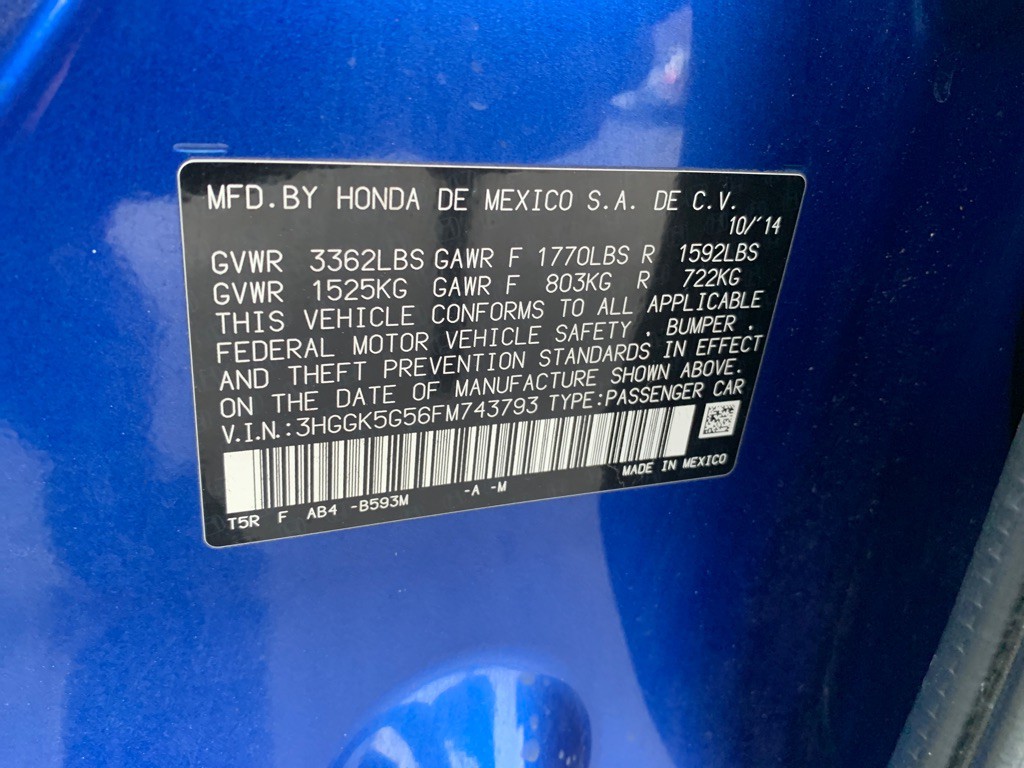 MFD.BY HONDA DE MEXICO S.A. DE C.V.
10/'14
GVWR 3362LBS GAWR F 1770LBS R 1592LBS
GVWR 1525KG GAWR F 803KG R 722KG
THIS VEHICLE CONFORMS TO ALL APPLICABLE
FEDERAL MOTOR VEHICLE SAFETY , BUMPER ,
AND THEFT PREVENTION STANDARDS IN EFFECT
ON THE DATE OF MANUFACTURE SHOWN ABOVE.
V.I.N.:3HGGK5G56FM743793 TYPE:PASSENGER CAR
MADE IN MEXICO
T5R F AB4 -B593M -A -M